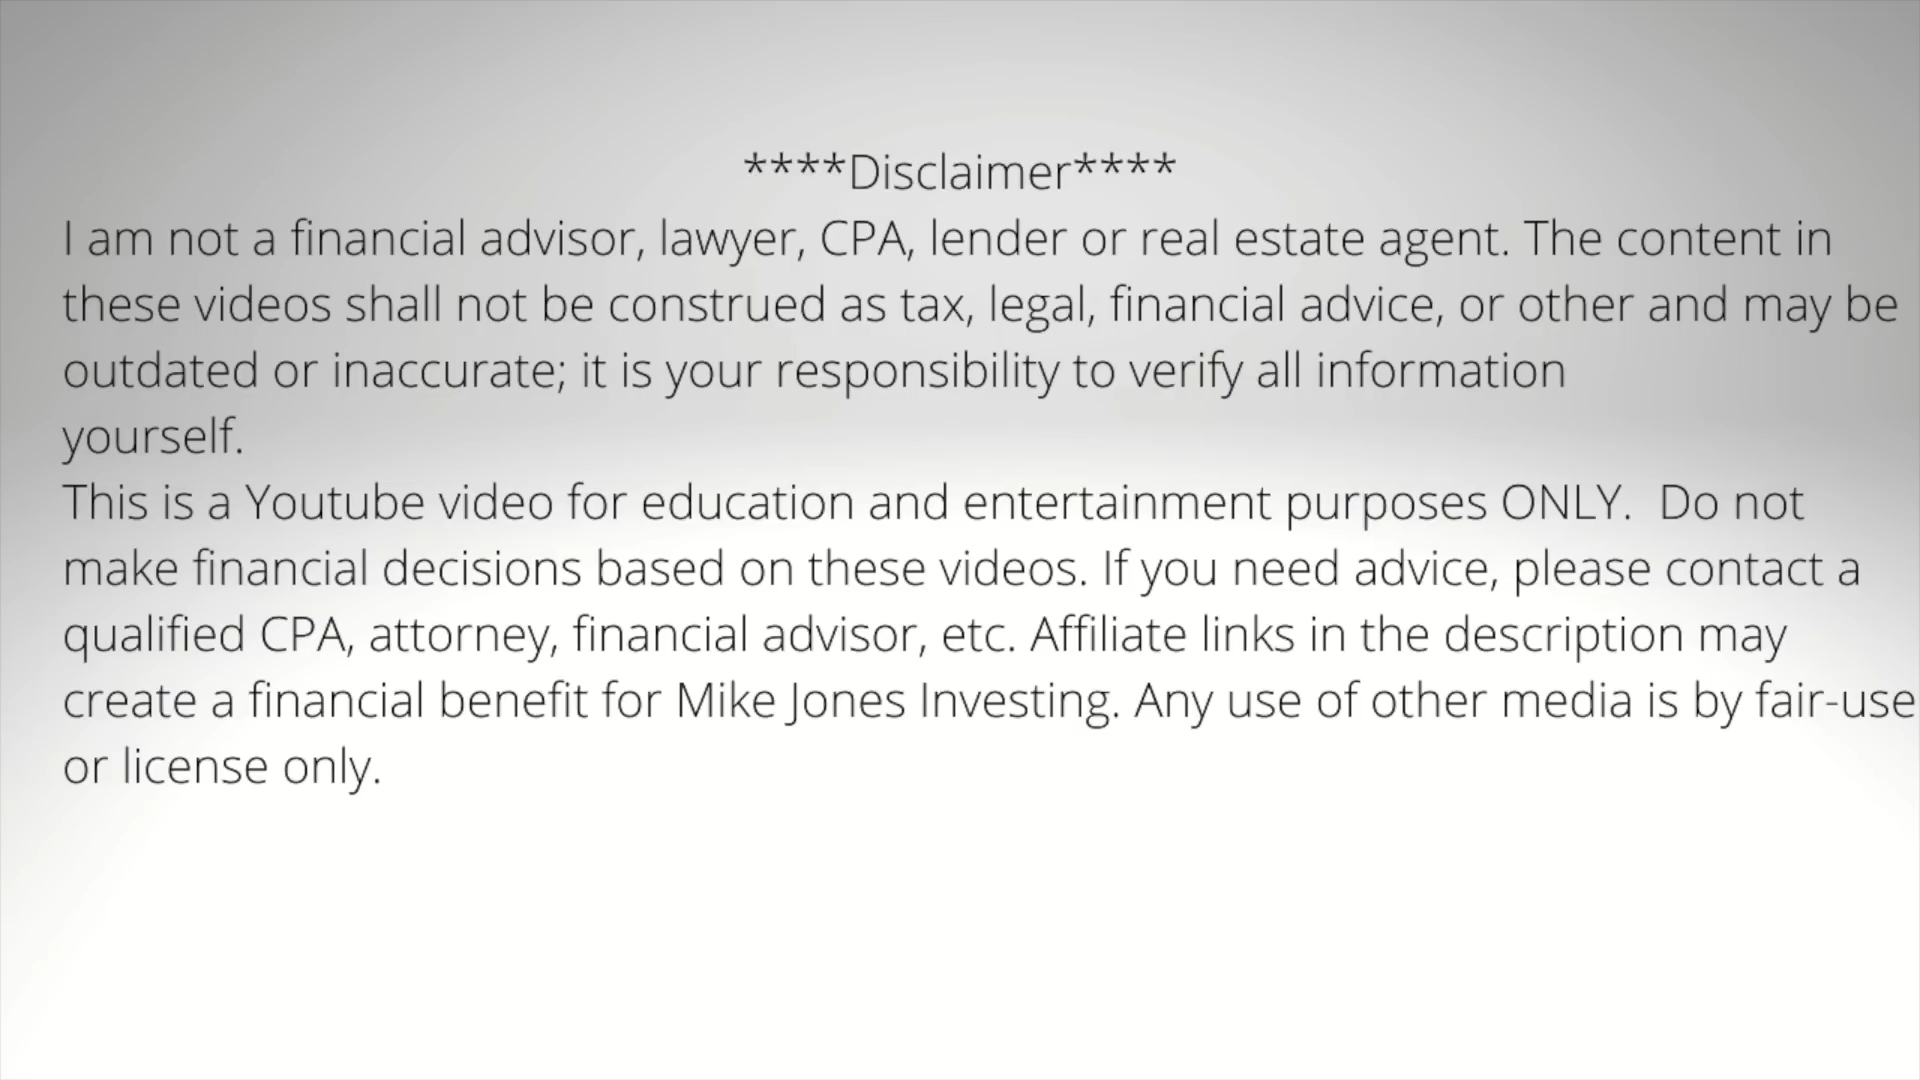 ****Disclaimer****
I am not a financial advisor, lawyer, CPA, lender or real estate agent. The content in
these videos shall not be construed as tax, legal, financial advice, or other and may be
outdated or inaccurate; it is your responsibility to verify all information
yourself.
This is a Youtube video for education and entertainment purposes ONLY.  Do not
make financial decisions based on these videos. If you need advice, please contact a
qualified CPA, attorney, financial advisor, etc. Affiliate links in the description may
create a financial benefit for Mike Jones Investing. Any use of other media is by fair-use
or license only.